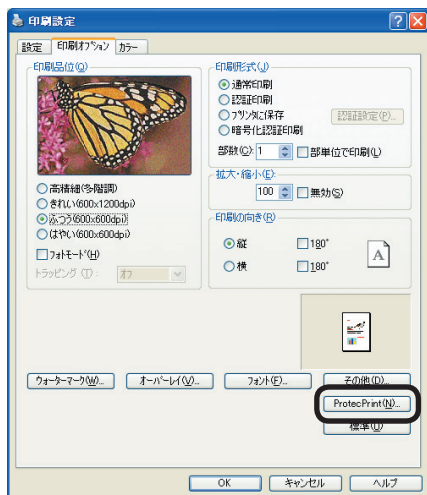 印刷設定
設定 印刷オプション カラー
印刷品位(Q)
高精細(多階調)
きれい(600x1200dpi)
ふつう(600x600dpi)
はやい(600x600dpi)
フォトモード(H)
トラッピング(T): オフ
印刷形式(J)
通常印刷
認証印刷
プリンタに保存
暗号化認証印刷
認証設定(P)...
部数(C): 1 部単位で印刷(L)
拡大・縮小(E):
100 無効(S)
印刷の向き(R)
縦 180°
横 180°
A
ウォーターマーク(W)... オーバーレイ(V)... フォント(F)... その他(D)...
ProtecPrint(N)...
標準(U)
OK キャンセル ヘルプ